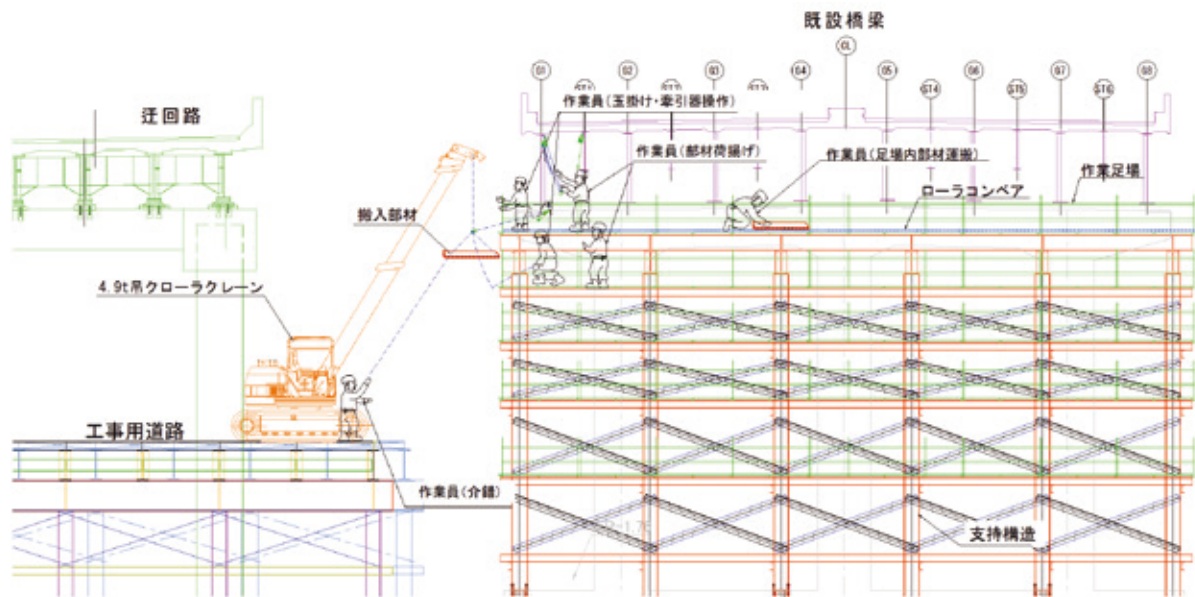 既設橋梁
CL
G1
G2
G3
G4
G5
ST4
G6
ST5
G7
ST6
G8
迂回路
作業員(玉掛け・牽引器操作)
作業員(部材荷揚げ)
作業員(足場内部材運搬)
作業足場
ローラコンベア
搬入部材
4.9t吊クローラクレーン
工事用道路
作業員(介錯)
支持構造